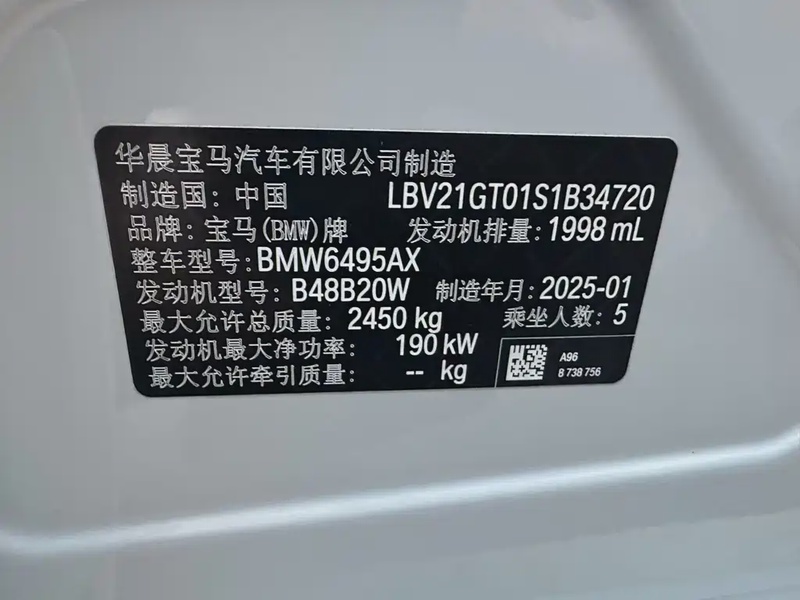 华晨宝马汽车有限公司制造
制造国: 中国 LBV21GT01S1B34720
品牌: 宝马(BMW)牌 发动机排量: 1998 mL
整车型号: BMW6495AX
发动机型号: B48B20W 制造年月: 2025-01
最大允许总质量: 2450 kg 乘坐人数: 5
发动机最大净功率: 190 kW
最大允许牵引质量: -- kg
A96
8 738 756